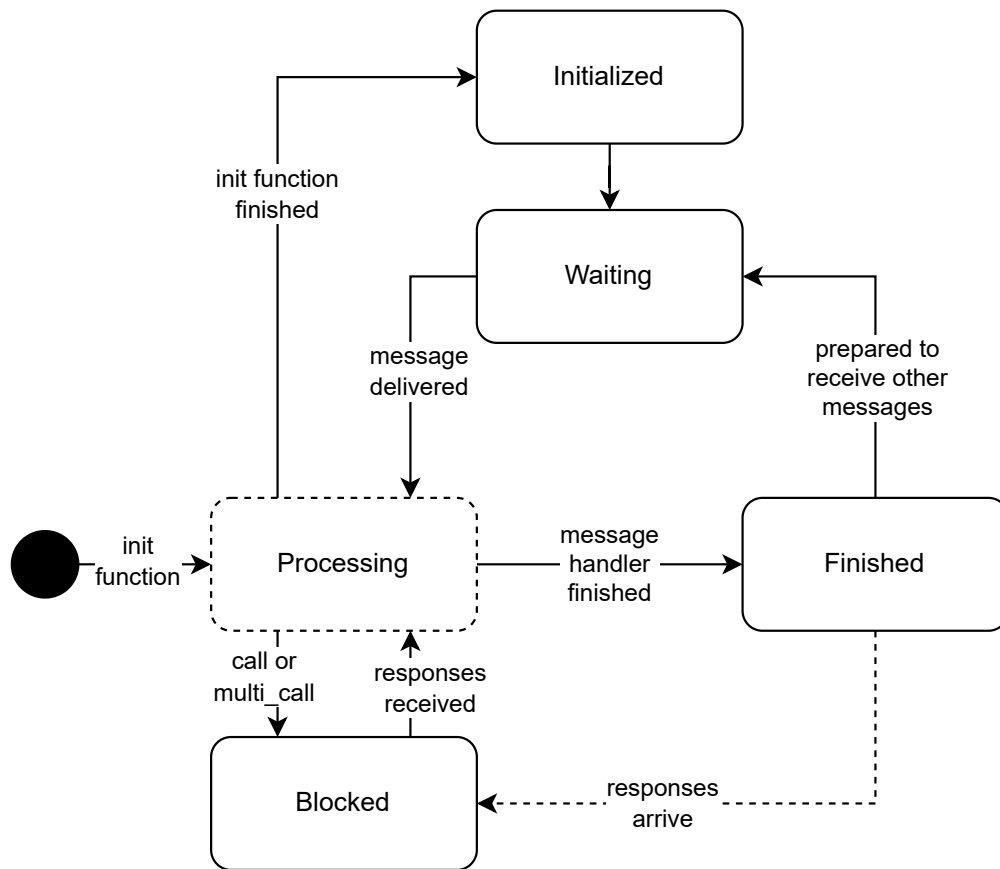 Initialized
init function
finished
Waiting
message
delivered
prepared to
receive other
messages
init
function
Processing
message
handler
finished
Finished
call or
multi_call
responses
received
Blocked
responses
arrive